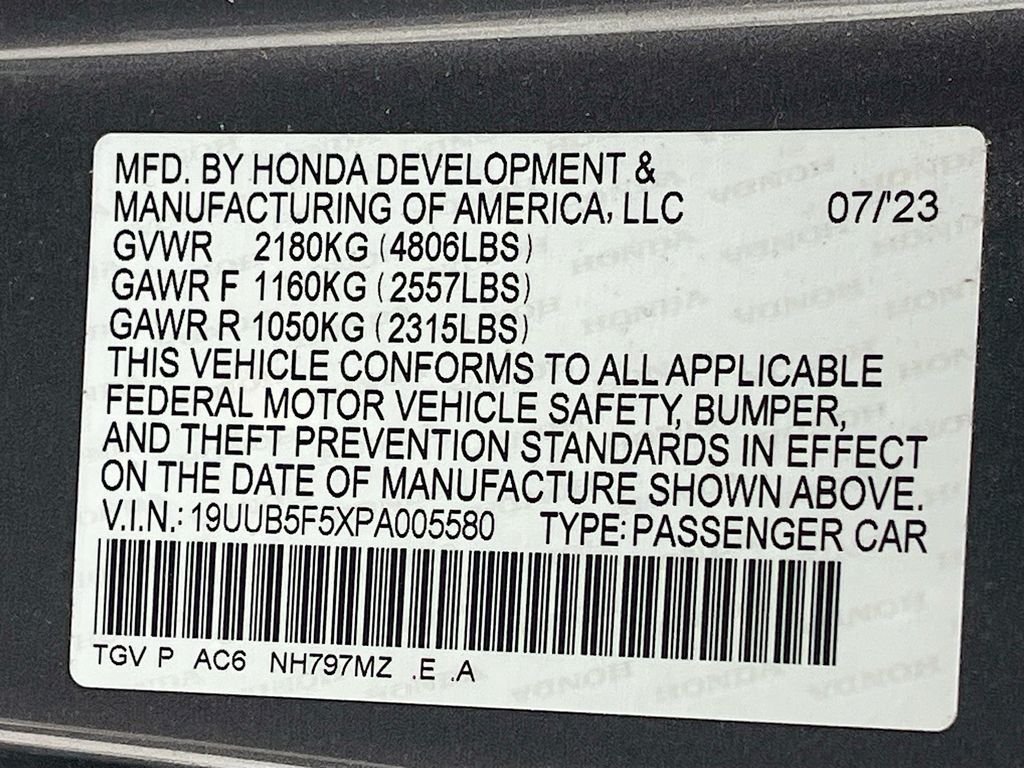 MFD. BY HONDA DEVELOPMENT &
MANUFACTURING OF AMERICA, LLC 07/'23
GVWR 2180KG (4806LBS)
GAWR F 1160KG (2557LBS)
GAWR R 1050KG (2315LBS)
THIS VEHICLE CONFORMS TO ALL APPLICABLE
FEDERAL MOTOR VEHICLE SAFETY, BUMPER,
AND THEFT PREVENTION STANDARDS IN EFFECT
ON THE DATE OF MANUFACTURE SHOWN ABOVE.
V.I.N.: 19UUB5F5XPA005580 TYPE: PASSENGER CAR
TGV P AC6 NH797MZ .E .A